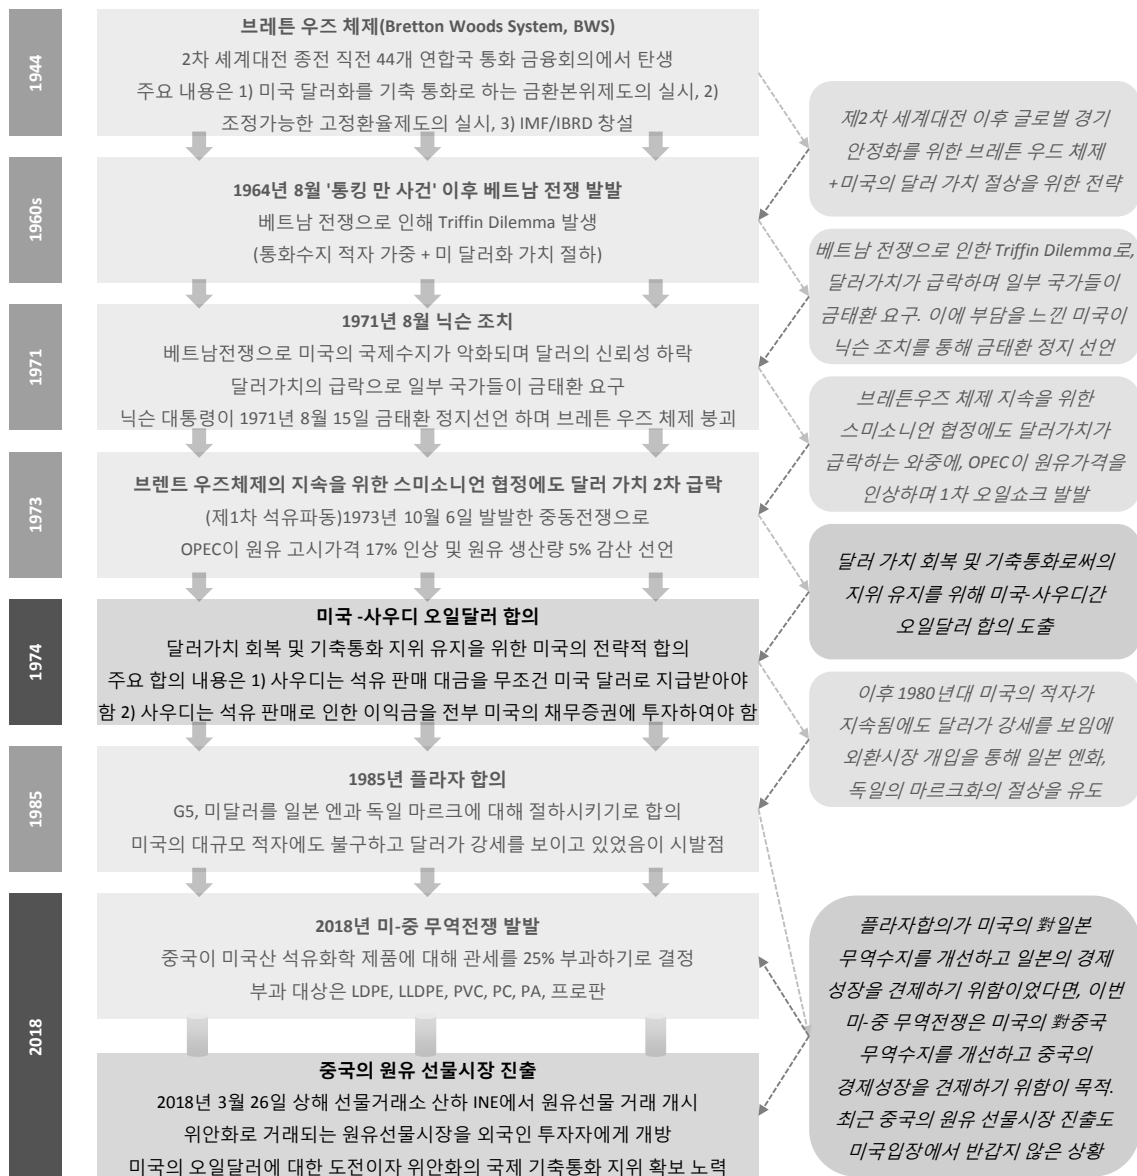 1944
브레튼 우즈 체제(Bretton Woods System, BWS)
2차 세계대전 종전 직전 44개 연합국 통화 금융회의에서 탄생
주요 내용은 1) 미국 달러화를 기축 통화로 하는 금환본위제도의 실시, 2)
조정가능한 고정환율제도의 실시, 3) IMF/IBRD 창설
제2차 세계대전 이후 글로벌 경기
안정화를 위한 브레튼 우드 체제
+미국의 달러 가치 절상을 위한 전략
1960s
1964년 8월 '통킹 만 사건' 이후 베트남 전쟁 발발
베트남 전쟁으로 인해 Triffin Dilemma 발생
(통화수지 적자 가중 + 미 달러화 가치 절하)
베트남 전쟁으로 인한 Triffin Dilemma로,
달러가치가 급락하며 일부 국가들이
금태환 요구. 이에 부담을 느낀 미국이
닉슨 조치를 통해 금태환 정지 선언
1971
1971년 8월 닉슨 조치
베트남전쟁으로 미국의 국제수지가 악화되며 달러의 신뢰성 하락
달러가치의 급락으로 일부 국가들이 금태환 요구
닉슨 대통령이 1971년 8월 15일 금태환 정지선언 하며 브레튼 우즈 체제 붕괴
브레튼우즈 체제 지속을 위한
스미소니언 협정에도 달러가치가
급락하는 와중에, OPEC이 원유가격을
인상하며 1차 오일쇼크 발발
1973
브렌트 우즈체제의 지속을 위한 스미소니언 협정에도 달러 가치 2차 급락
(제1차 석유파동)1973년 10월 6일 발발한 중동전쟁으로
OPEC이 원유 고시가격 17% 인상 및 원유 생산량 5% 감산 선언
달러 가치 회복 및 기축통화로써의
지위 유지를 위해 미국-사우디간
오일달러 합의 도출
1974
미국 -사우디 오일달러 합의
달러가치 회복 및 기축통화 지위 유지을 위한 미국의 전략적 합의
주요 합의 내용은 1) 사우디는 석유 판매 대금을 무조건 미국 달러로 지급받아야
함 2) 사우디는 석유 판매로 인한 이익금을 전부 미국의 채무증권에 투자하여야 함
이후 1980년대 미국의 적자가
지속됨에도 달러가 강세를 보임에
외환시장 개입을 통해 일본 엔화,
독일의 마르크화의 절상을 유도
1985
1985년 플라자 합의
G5, 미달러를 일본 엔과 독일 마르크에 대해 절하시키기로 합의
미국의 대규모 적자에도 불구하고 달러가 강세를 보이고 있었음이 시발점
2018
2018년 미-중 무역전쟁 발발
중국이 미국산 석유화학 제품에 대해 관세를 25% 부과하기로 결정
부과 대상은 LDPE, LLDPE, PVC, PC, PA, 프로판
중국의 원유 선물시장 진출
2018년 3월 26일 상해 선물거래소 산하 INE에서 원유선물 거래 개시
위안화로 거래되는 원유선물시장을 외국인 투자자에게 개방
미국의 오일달러에 대한 도전이자 위안화의 국제 기축통화 지위 확보 노력
플라자합의가 미국의 對일본
무역수지를 개선하고 일본의 경제
성장을 견제하기 위함이었다면, 이번
미-중 무역전쟁은 미국의 對중국
무역수지를 개선하고 중국의
경제성장을 견제하기 위함이 목적.
최근 중국의 원유 선물시장 진출도
미국입장에서 반갑지 않은 상황